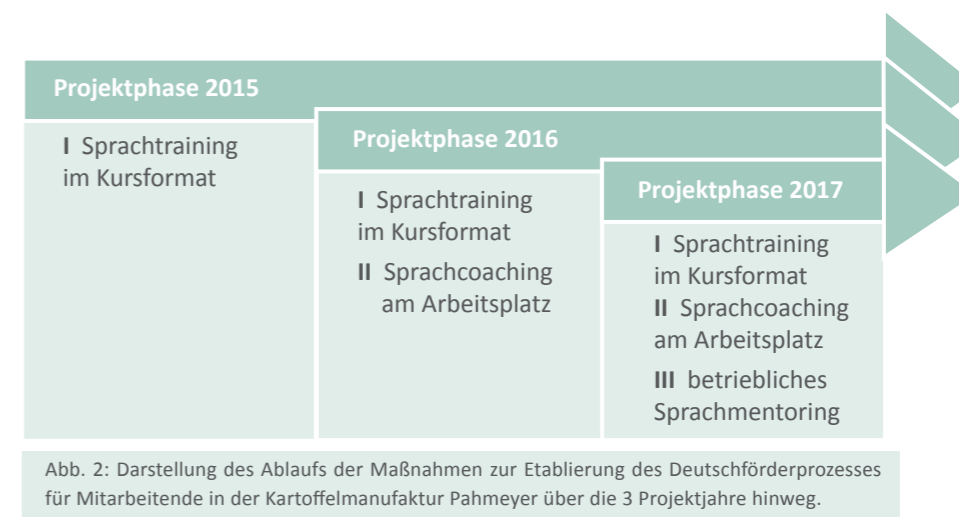 Projektphase 2015
I Sprachtraining
im Kursformat
Projektphase 2016
I Sprachtraining
im Kursformat
II Sprachcoaching
am Arbeitsplatz
Projektphase 2017
I Sprachtraining
im Kursformat
II Sprachcoaching
am Arbeitsplatz
III betriebliches
Sprachmentoring
Abb. 2: Darstellung des Ablaufs der Maßnahmen zur Etablierung des Deutschförderprozesses
für Mitarbeitende in der Kartoffelmanufaktur Pahmeyer über die 3 Projektjahre hinweg.